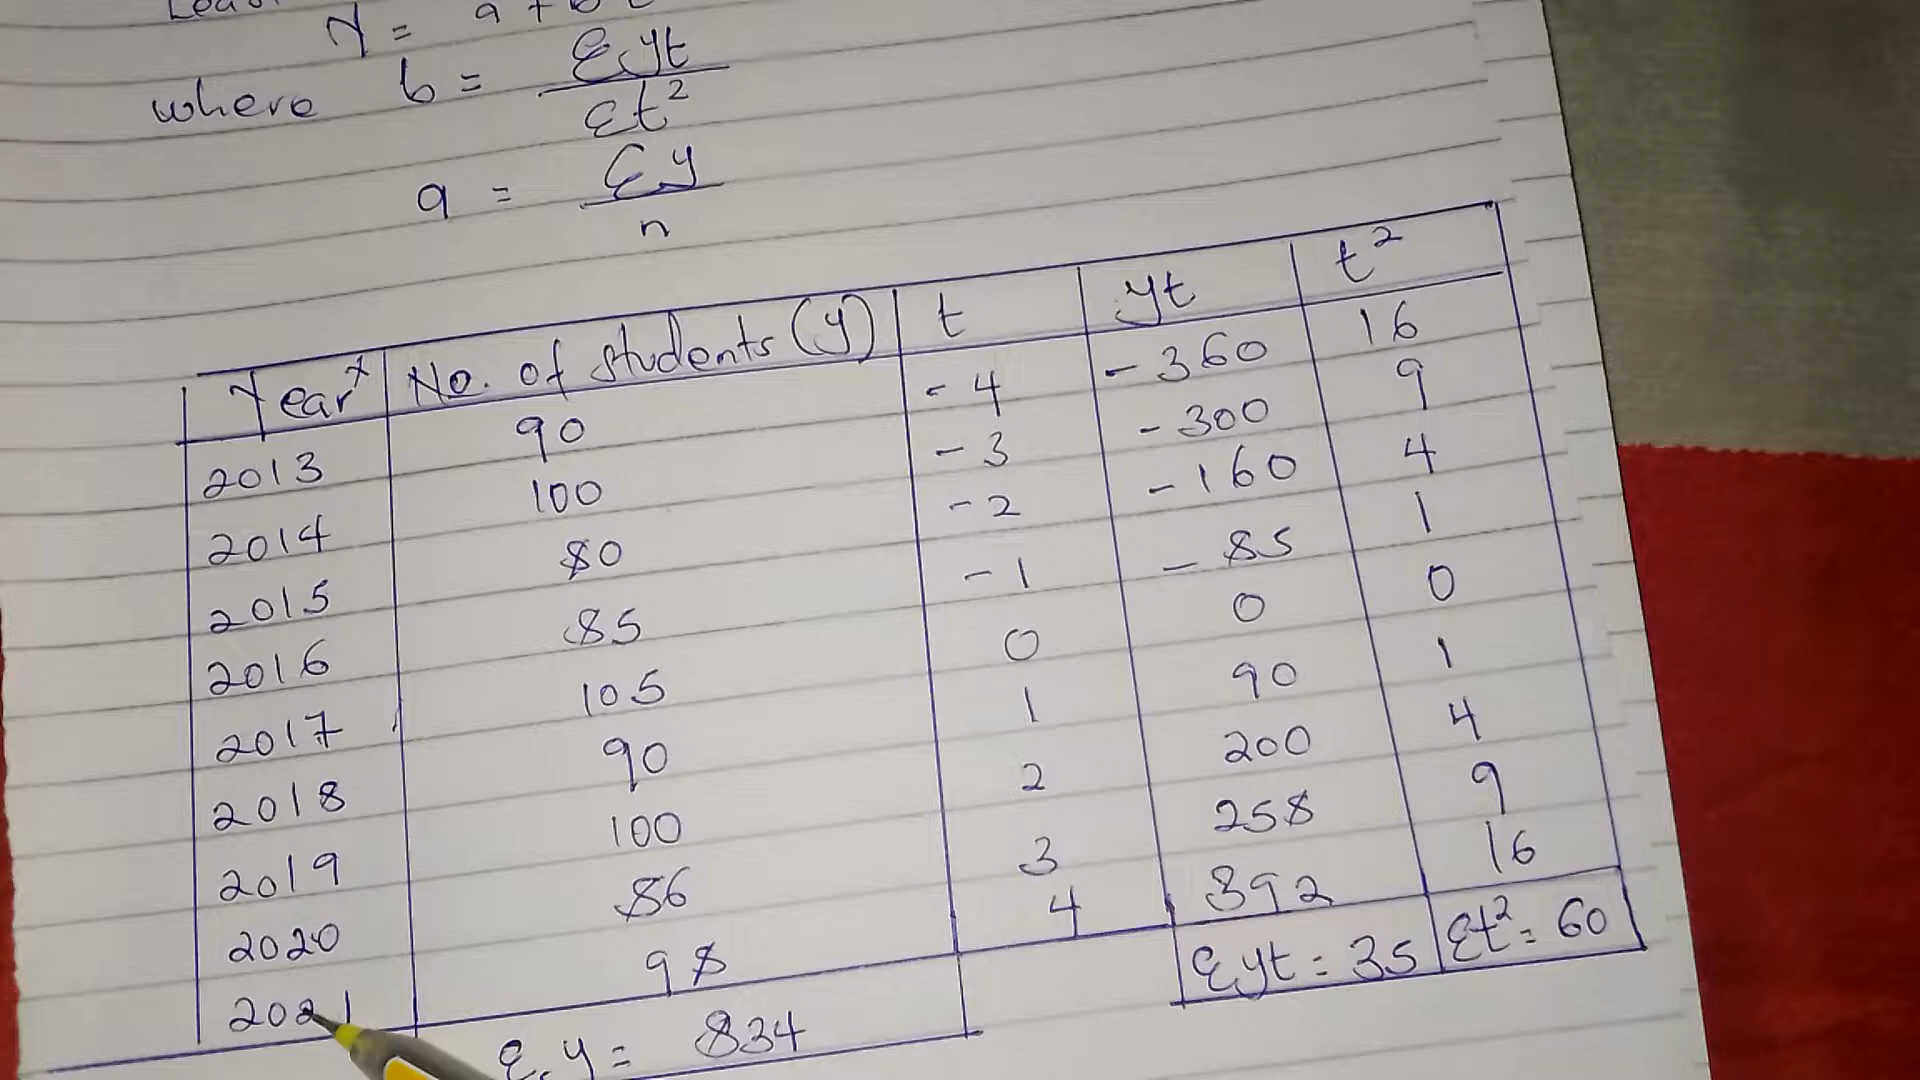 Y = a + b
where b = Σyt / Σt²
a = Σy / n
Year x No. of students (y) t yt t²
2013 90 - 4 - 360 16
2014 100 - 3 - 300 9
2015 80 - 2 - 160 4
2016 85 - 1 - 85 1
2017 105 0 0 0
2018 90 1 90 1
2019 100 2 200 4
2020 86 3 258 9
2021 98 4 392 16
Σy = 834 Σyt = 35 Σt² = 60